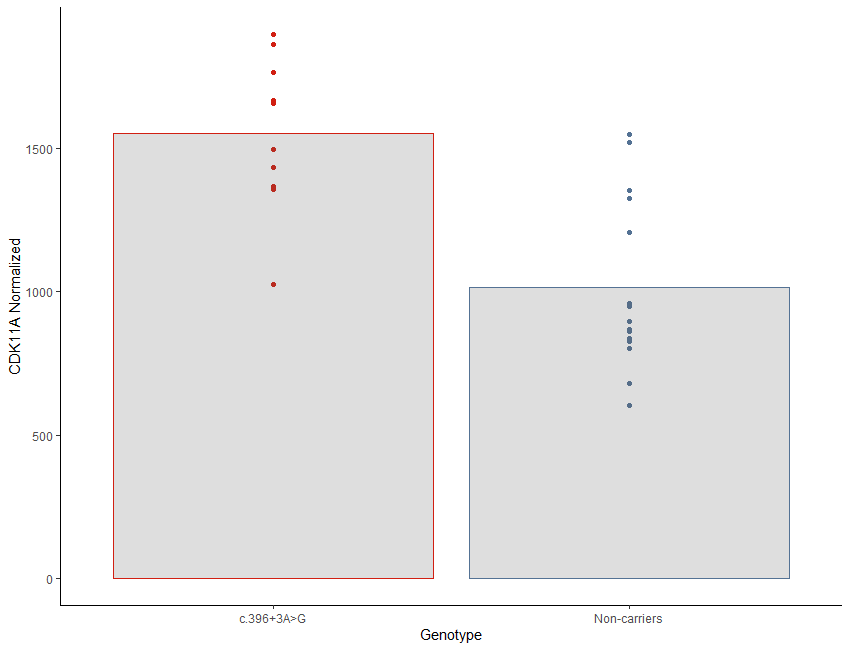 CDK11A Normalized
1500
1000
500
0
c.396+3A>G
Non-carriers
Genotype